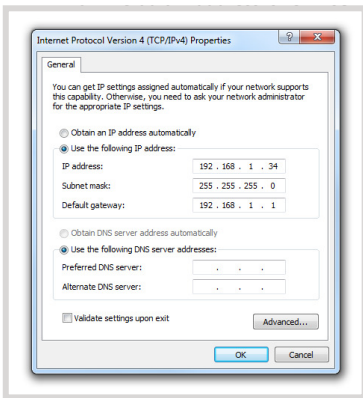 Internet Protocol Version 4 (TCP/IPv4) Properties
General
You can get IP settings assigned automatically if your network supports
this capability. Otherwise, you need to ask your network administrator
for the appropriate IP settings.
Obtain an IP address automatically
Use the following IP address:
IP address: 192 . 168 . 1 . 34
Subnet mask: 255 . 255 . 255 . 0
Default gateway: 192 . 168 . 1 . 1
Obtain DNS server address automatically
Use the following DNS server addresses:
Preferred DNS server: . . .
Alternate DNS server: . . .
Validate settings upon exit
Advanced...
OK Cancel